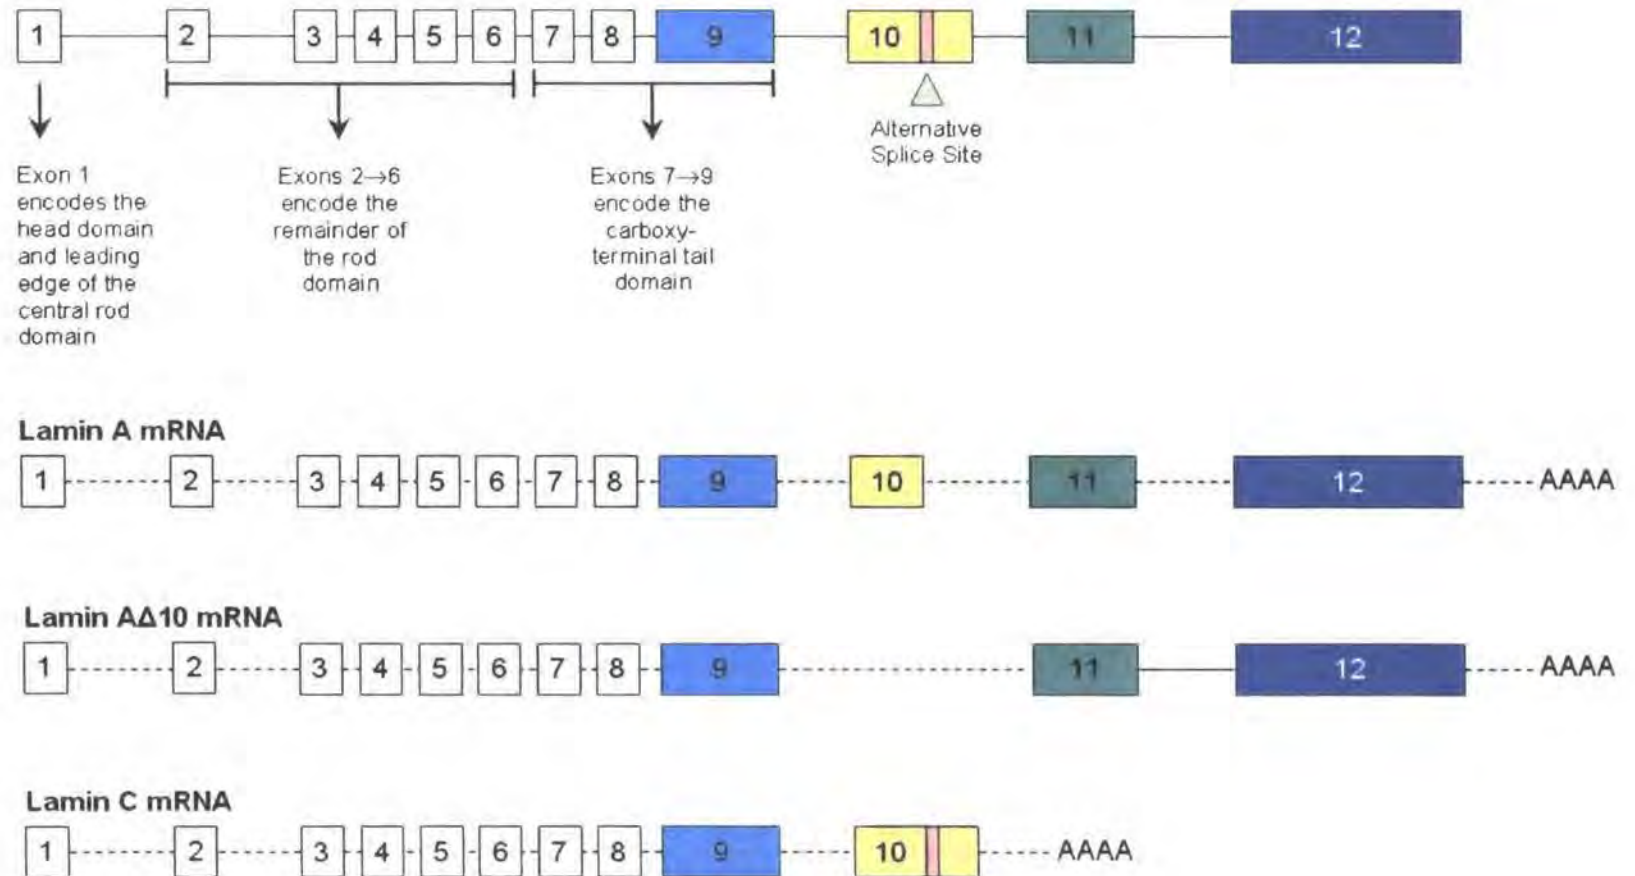 1 2 3 4 5 6 7 8 9 10 11 12
Alternative
Splice Site
Exon 1
encodes the
head domain
and leading
edge of the
central rod
domain
Exons 2→6
encode the
remainder of
the rod
domain
Exons 7→9
encode the
carboxy-
terminal tail
domain
Lamin A mRNA
1 2 3 4 5 6 7 8 9 10 11 12 AAAA
Lamin AΔ10 mRNA
1 2 3 4 5 6 7 8 9 11 12 AAAA
Lamin C mRNA
1 2 3 4 5 6 7 8 9 10 AAAA